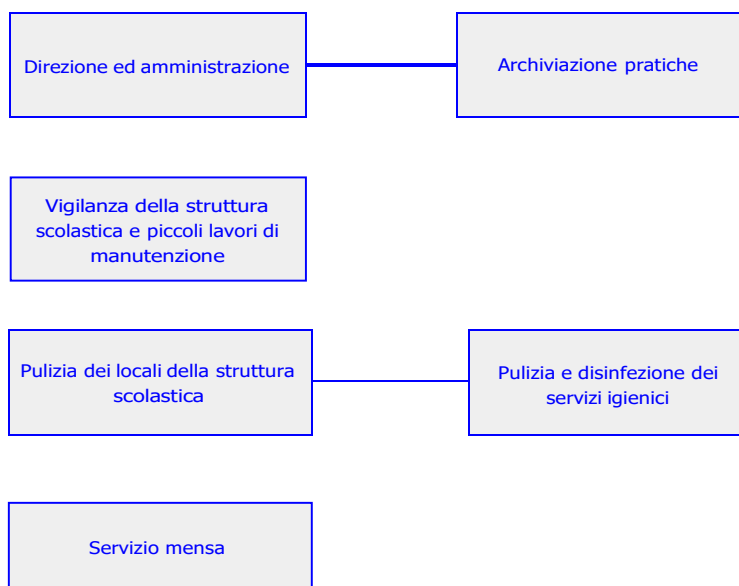 Direzione ed amministrazione
Archiviazione pratiche
Vigilanza della struttura
scolastica e piccoli lavori di
manutenzione
Pulizia dei locali della struttura
scolastica
Pulizia e disinfezione dei
servizi igienici
Servizio mensa